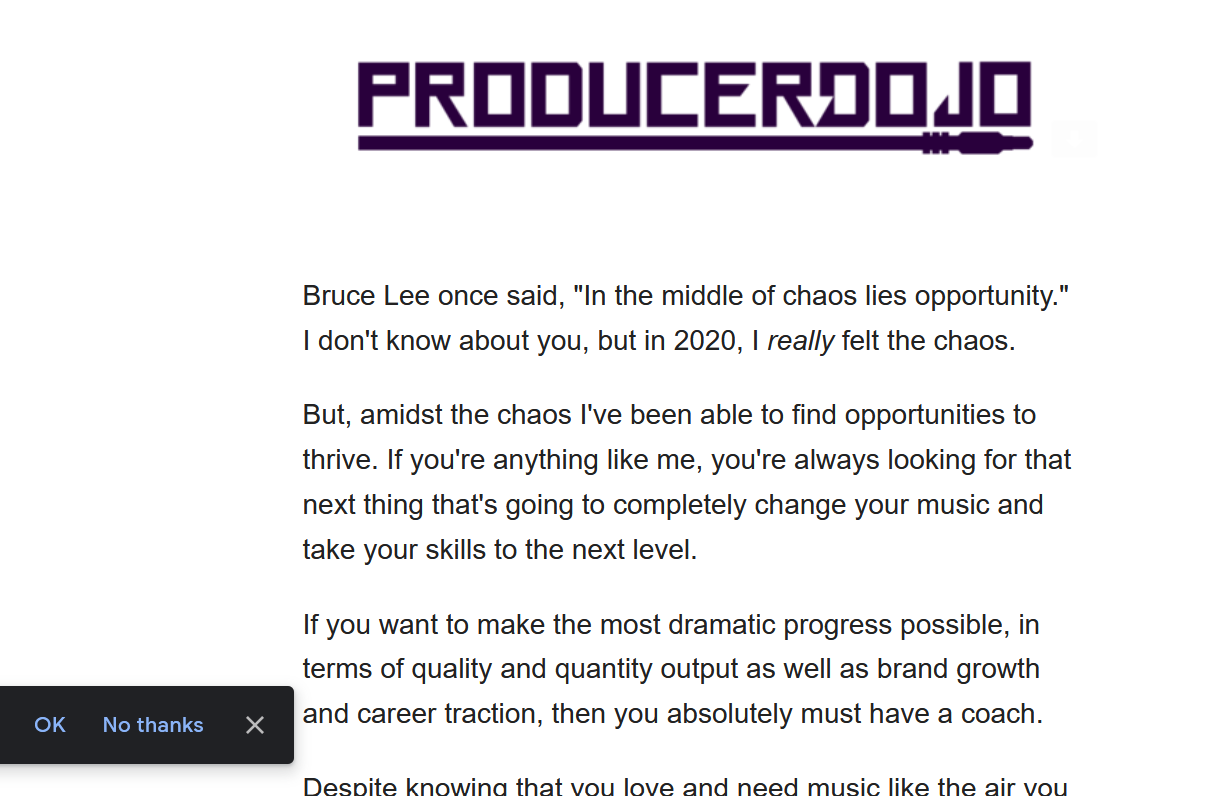 PRODUCERDOJO
Bruce Lee once said, "In the middle of chaos lies opportunity."
I don't know about you, but in 2020, I really felt the chaos.
But, amidst the chaos I've been able to find opportunities to
thrive. If you're anything like me, you're always looking for that
next thing that's going to completely change your music and
take your skills to the next level.
If you want to make the most dramatic progress possible, in
terms of quality and quantity output as well as brand growth
and career traction, then you absolutely must have a coach.
OK No thanks
Despite knowing that you love and need music like the air you